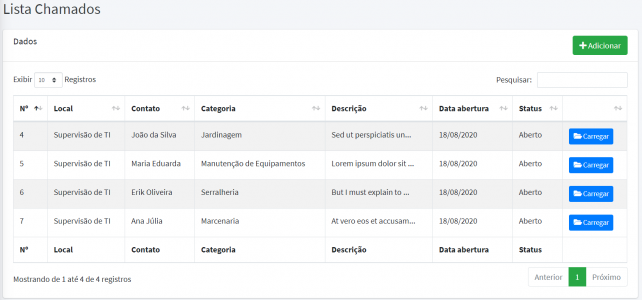 Lista Chamados
Dados
Adicionar
Exibir 10 Registros
Pesquisar:
Nº Local Contato Categoria Descrição Data abertura Status
4 Supervisão de TI João da Silva Jardinagem Sed ut perspiciatis un... 18/08/2020 Aberto Carregar
5 Supervisão de TI Maria Eduarda Manutenção de Equipamentos Lorem ipsum dolor sit ... 18/08/2020 Aberto Carregar
6 Supervisão de TI Erik Oliveira Serralheria But I must explain to ... 18/08/2020 Aberto Carregar
7 Supervisão de TI Ana Júlia Marcenaria At vero eos et accusam... 18/08/2020 Aberto Carregar
Nº Local Contato Categoria Descrição Data abertura Status
Mostrando de 1 até 4 de 4 registros
Anterior 1 Próximo